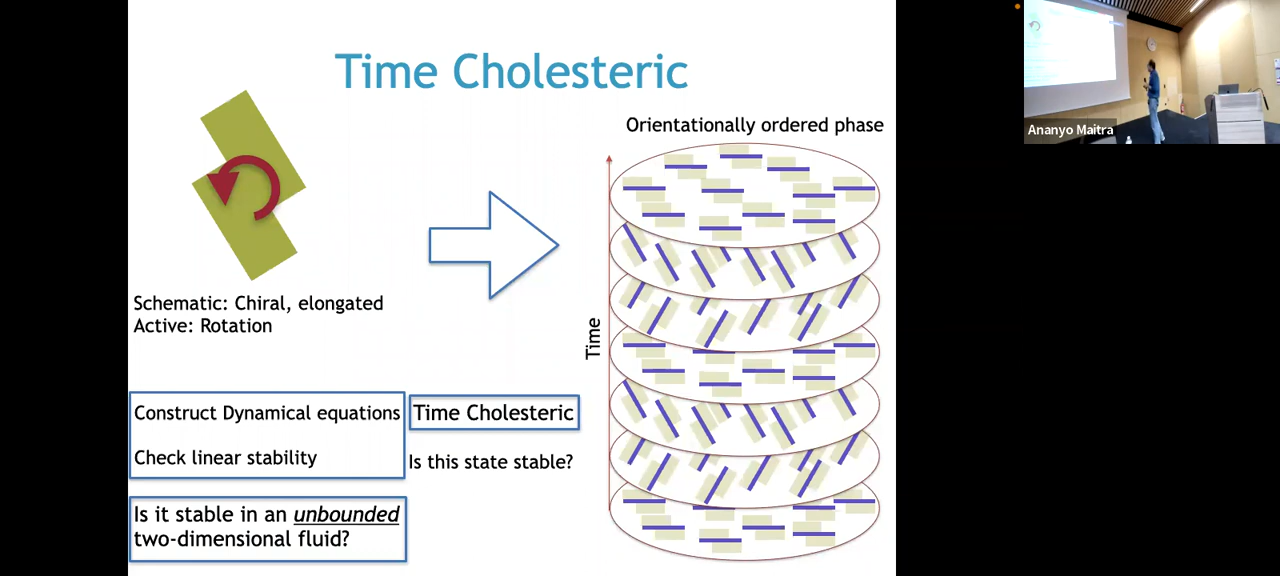 Time Cholesteric
Orientationally ordered phase
Time
Schematic: Chiral, elongated
Active: Rotation
Construct Dynamical equations
Check linear stability
Time Cholesteric
Is this state stable?
Is it stable in an unbounded
two-dimensional fluid?
Ananyo Maitra